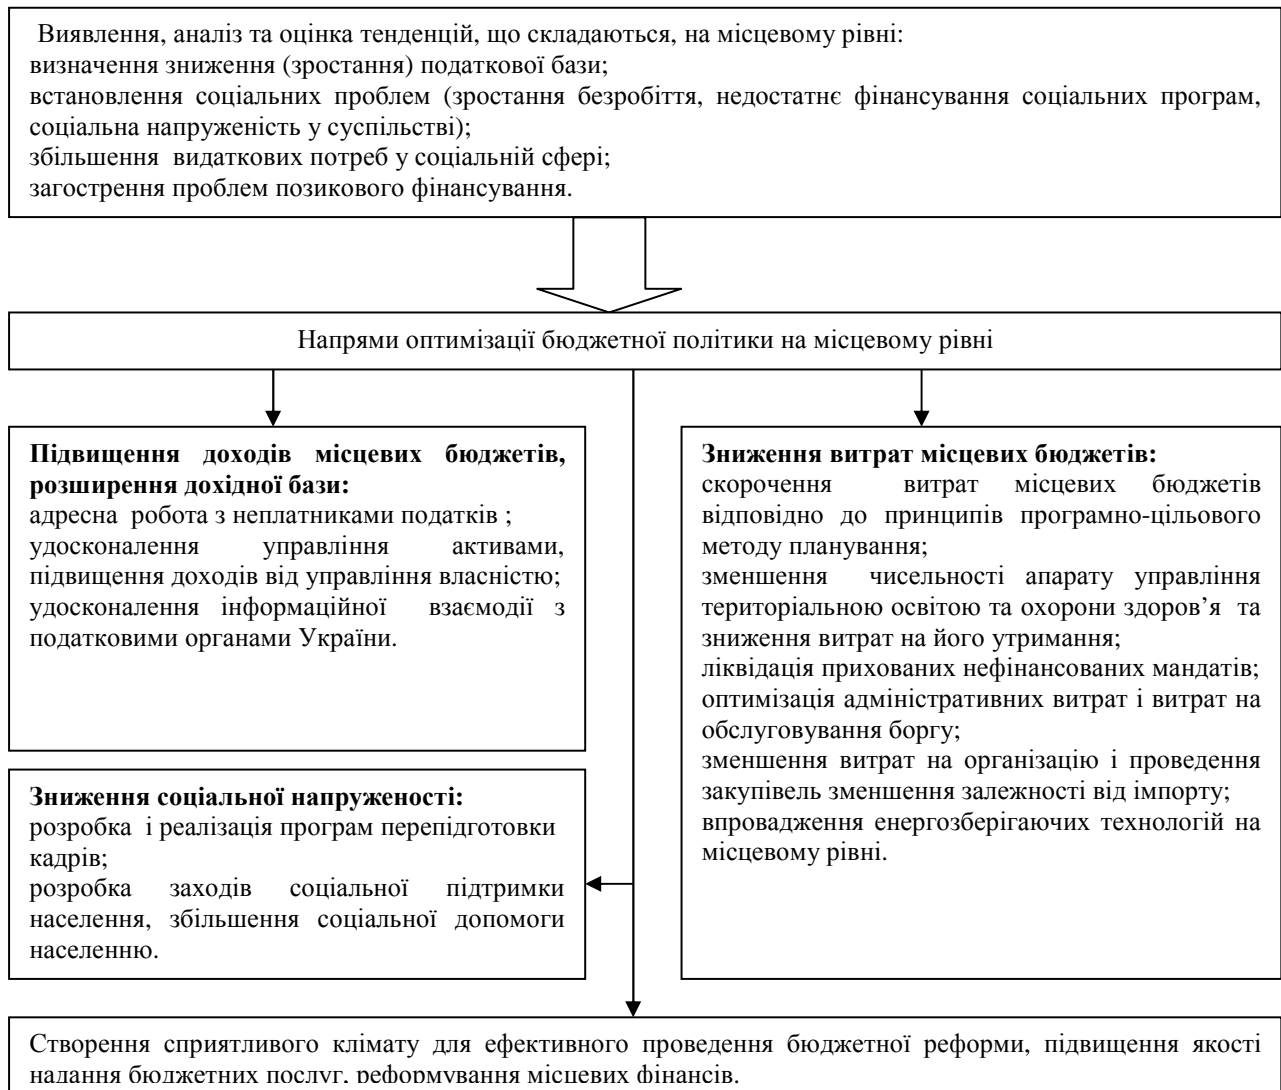 Виявлення, аналіз та оцінка тенденцій, що складаються, на місцевому рівні:
визначення зниження (зростання) податкової бази;
встановлення соціальних проблем (зростання безробіття, недостатнє фінансування соціальних програм,
соціальна напруженість у суспільстві);
збільшення видаткових потреб у соціальній сфері;
загострення проблем позикового фінансування.
Напрями оптимізації бюджетної політики на місцевому рівні
Підвищення доходів місцевих бюджетів,
розширення дохідної бази:
адресна робота з неплатниками податків ;
удосконалення управління активами,
підвищення доходів від управління власністю;
удосконалення інформаційної взаємодії з
податковими органами України.
Зниження соціальної напруженості:
розробка і реалізація програм перепідготовки
кадрів;
розробка заходів соціальної підтримки
населення, збільшення соціальної допомоги
населенню.
Зниження витрат місцевих бюджетів:
скорочення витрат місцевих бюджетів
відповідно до принципів програмно-цільового
методу планування;
зменшення чисельності апарату управління
територіальною освітою та охорони здоров’я та
зниження витрат на його утримання;
ліквідація прихованих нефінансованих мандатів;
оптимізація адміністративних витрат і витрат на
обслуговування боргу;
зменшення витрат на організацію і проведення
закупівель зменшення залежності від імпорту;
впровадження енергозберігаючих технологій на
місцевому рівні.
Створення сприятливого клімату для ефективного проведення бюджетної реформи, підвищення якості
надання бюджетних послуг, реформування місцевих фінансів.